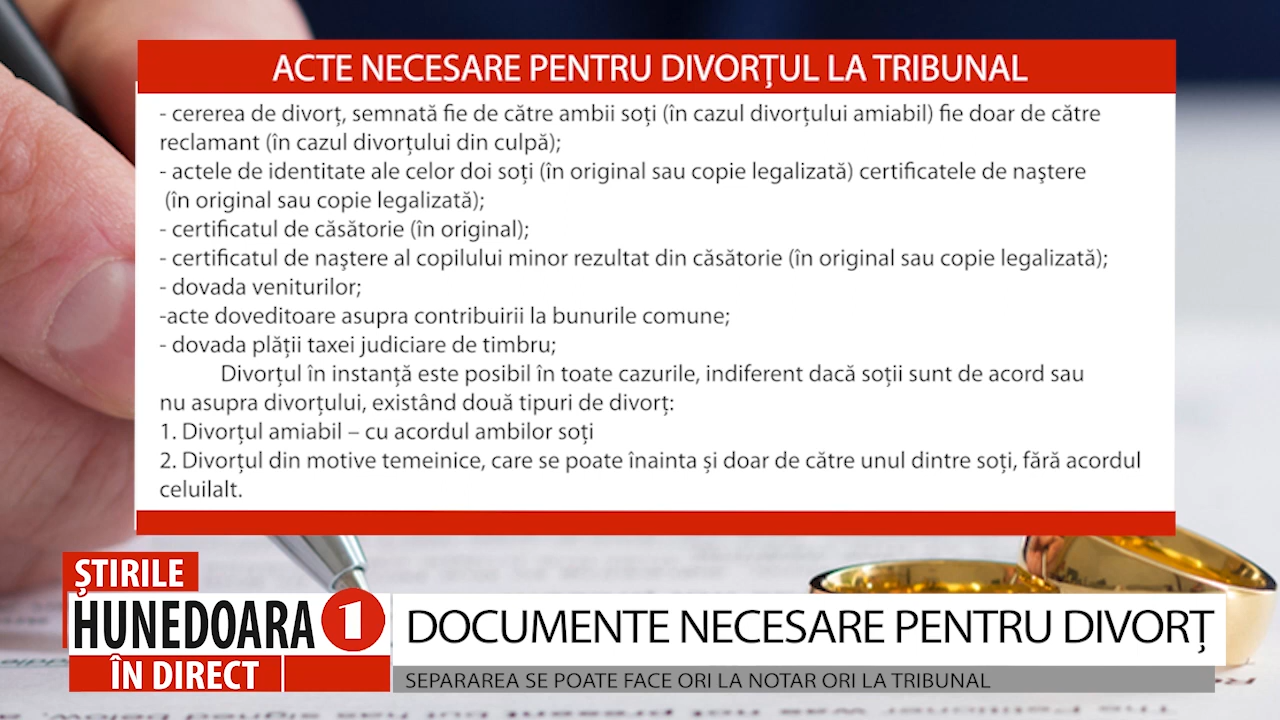 ACTE NECESARE PENTRU DIVORȚUL LA TRIBUNAL
- cererea de divorț, semnată fie de către ambii soți (în cazul divorțului amiabil) fie doar de către
reclamant (în cazul divorțului din culpă);
- actele de identitate ale celor doi soți (în original sau copie legalizată) certificatele de naştere
(în original sau copie legalizată);
- certificatul de căsătorie (în original);
- certificatul de naştere al copilului minor rezultat din căsătorie (în original sau copie legalizată);
- dovada veniturilor;
-acte doveditoare asupra contribuirii la bunurile comune;
- dovada plății taxei judiciare de timbru;
Divorțul în instanță este posibil în toate cazurile, indiferent dacă soții sunt de acord sau
nu asupra divorțului, existând două tipuri de divorț:
1. Divorțul amiabil – cu acordul ambilor soți
2. Divorțul din motive temeinice, care se poate înainta și doar de către unul dintre soți, fără acordul
celuilalt.
ȘTIRILE
HUNEDOARA 1
ÎN DIRECT
DOCUMENTE NECESARE PENTRU DIVORȚ
SEPARAREA SE POATE FACE ORI LA NOTAR ORI LA TRIBUNAL